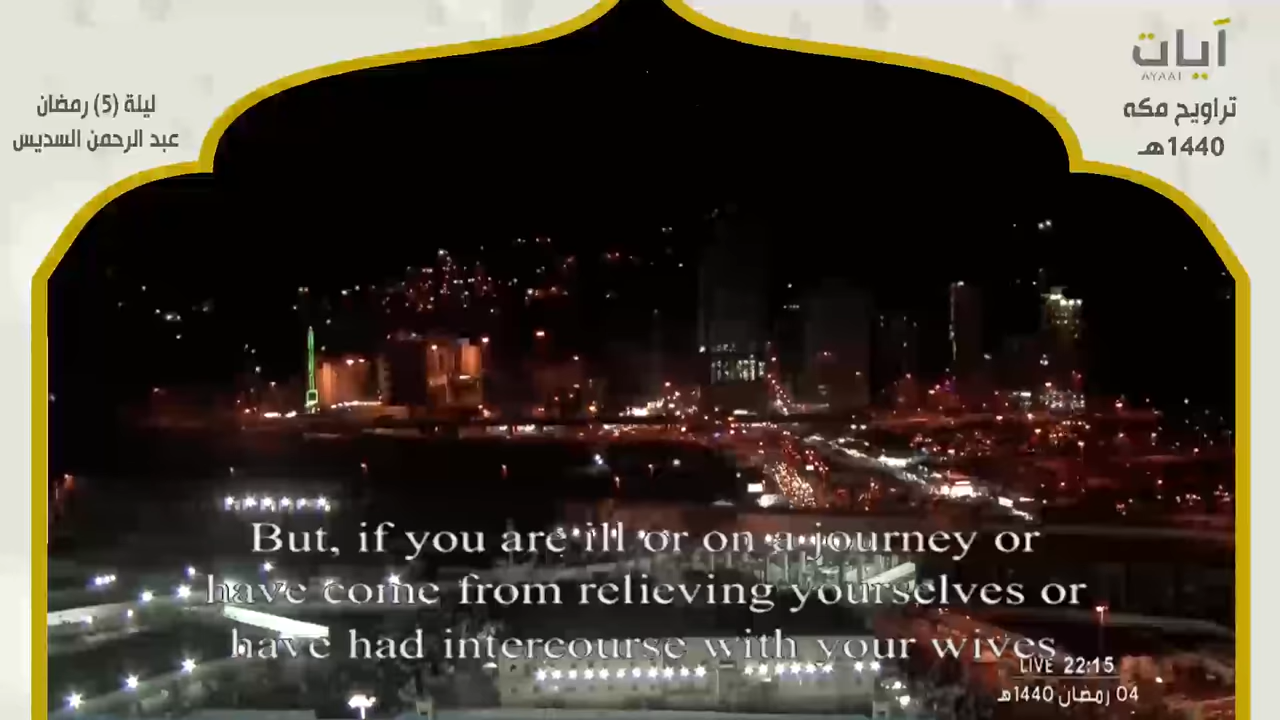 آيات
AYAAT
تراويح مكه
1440هـ
ليلة (5) رمضان
عبد الرحمن السديس
But, if you are ill or on a journey or
have come from relieving yourselves or
have had intercourse with your wives
LIVE 22:15
04 رمضان 1440هـ